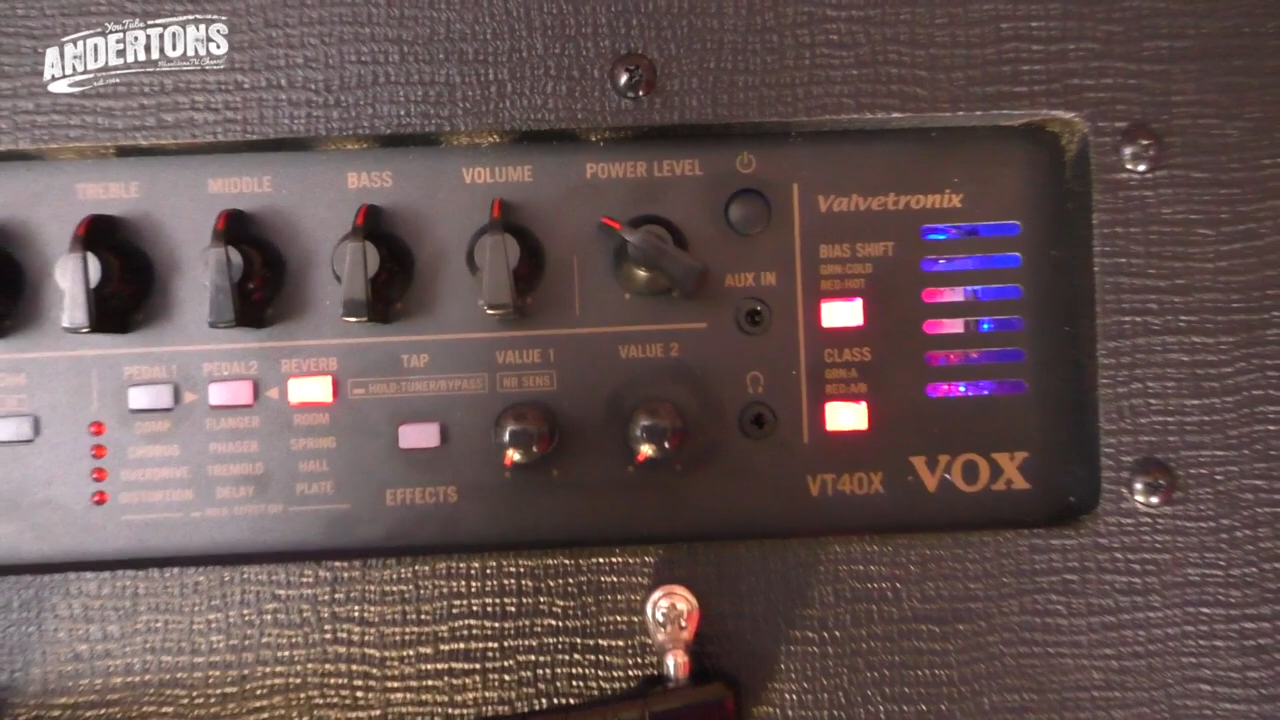 YouTube
ANDERTONS
TREBLE
MIDDLE
BASS
VOLUME
POWER LEVEL
Valvetronix
BIAS SHIFT
GRN:COLD
RED:HOT
AUX IN
PEDAL1
PEDAL2
REVERB
TAP
HOLD:TUNER/BYPASS
VALUE 1
NR SENS
VALUE 2
CLASS
GRN:A
RED:A/B
COMP
FLANGER
ROOM
CHORUS
PHASER
SPRING
OVERDRIVE
TREMOLO
HALL
DISTORTION
DELAY
PLATE
EFFECTS
VT40X
VOX